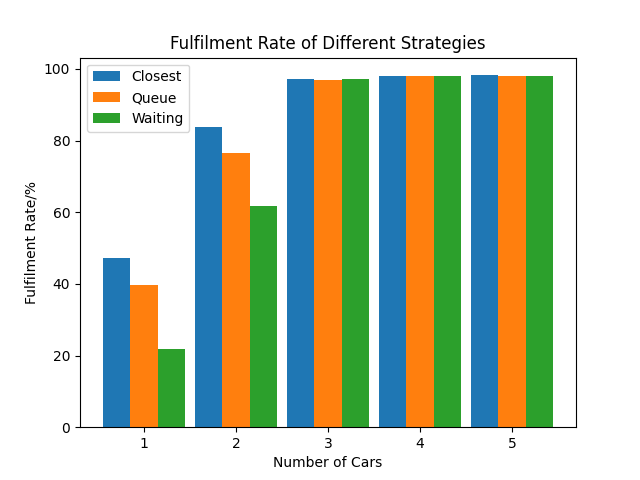 Fulfilment Rate of Different Strategies
Closest
Queue
Waiting
100
80
60
40
20
0
Fulfilment Rate/%
1 2 3 4 5
Number of Cars